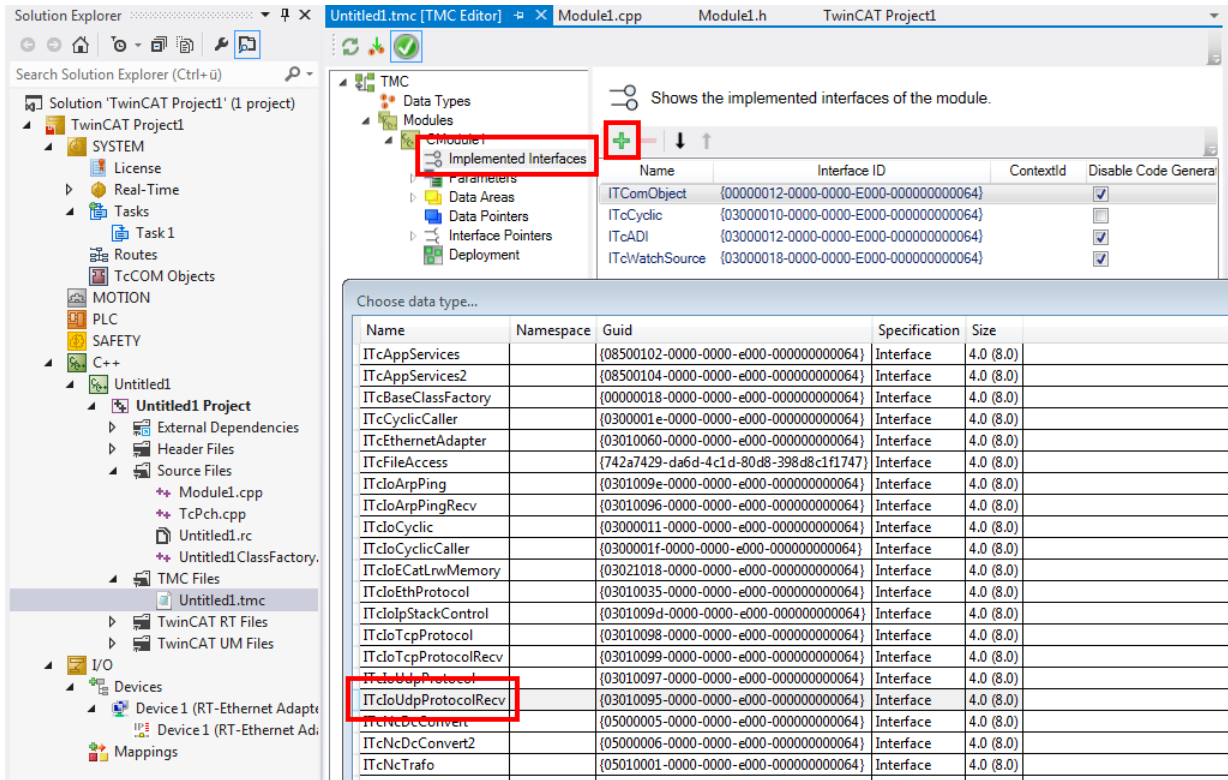 Solution Explorer
Search Solution Explorer (Ctrl+ü)
Solution 'TwinCAT Project1' (1 project)
TwinCAT Project1
SYSTEM
License
Real-Time
Tasks
Task 1
Routes
TcCOM Objects
MOTION
PLC
SAFETY
C++
Untitled1
Untitled1 Project
External Dependencies
Header Files
Source Files
Module1.cpp
TcPch.cpp
Untitled1.rc
Untitled1ClassFactory.
TMC Files
Untitled1.tmc
TwinCAT RT Files
TwinCAT UM Files
I/O
Devices
Device 1 (RT-Ethernet Adapte
Device 1 (RT-Ethernet Ada
Mappings
Untitled1.tmc [TMC Editor] Module1.cpp Module1.h TwinCAT Project1
TMC
Data Types
Modules
CModule1
Implemented Interfaces
Parameters
Data Areas
Data Pointers
Interface Pointers
Deployment
Shows the implemented interfaces of the module.
Name Interface ID ContextId Disable Code Generat
ITComObject {00000012-0000-0000-E000-000000000064}
ITcCyclic {03000010-0000-0000-E000-000000000064}
ITcADI {03000012-0000-0000-E000-000000000064}
ITcWatchSource {03000018-0000-0000-E000-000000000064}
Choose data type...
Name Namespace Guid Specification Size
ITcAppServices {08500102-0000-0000-e000-000000000064} Interface 4.0 (8.0)
ITcAppServices2 {08500104-0000-0000-e000-000000000064} Interface 4.0 (8.0)
ITcBaseClassFactory {00000018-0000-0000-e000-000000000064} Interface 4.0 (8.0)
ITcCyclicCaller {0300001e-0000-0000-e000-000000000064} Interface 4.0 (8.0)
ITcEthernetAdapter {03010060-0000-0000-e000-000000000064} Interface 4.0 (8.0)
ITcFileAccess {742a7429-da6d-4c1d-80d8-398d8c1f1747} Interface 4.0 (8.0)
ITcIoArpPing {0301009e-0000-0000-e000-000000000064} Interface 4.0 (8.0)
ITcIoArpPingRecv {03010096-0000-0000-e000-000000000064} Interface 4.0 (8.0)
ITcIoCyclic {03000011-0000-0000-e000-000000000064} Interface 4.0 (8.0)
ITcIoCyclicCaller {0300001f-0000-0000-e000-000000000064} Interface 4.0 (8.0)
ITcIoECatLrwMemory {03021018-0000-0000-e000-000000000064} Interface 4.0 (8.0)
ITcIoEthProtocol {03010035-0000-0000-e000-000000000064} Interface 4.0 (8.0)
ITcIoIpStackControl {0301009d-0000-0000-e000-000000000064} Interface 4.0 (8.0)
ITcIoTcpProtocol {03010098-0000-0000-e000-000000000064} Interface 4.0 (8.0)
ITcIoTcpProtocolRecv {03010099-0000-0000-e000-000000000064} Interface 4.0 (8.0)
ITcIoUdpProtocol {03010097-0000-0000-e000-000000000064} Interface 4.0 (8.0)
ITcIoUdpProtocolRecv {03010095-0000-0000-e000-000000000064} Interface 4.0 (8.0)
ITcNcDcConvert {05000005-0000-0000-e000-000000000064} Interface 4.0 (8.0)
ITcNcDcConvert2 {05000006-0000-0000-e000-000000000064} Interface 4.0 (8.0)
ITcNcTrafo {05010001-0000-0000-e000-000000000064} Interface 4.0 (8.0)